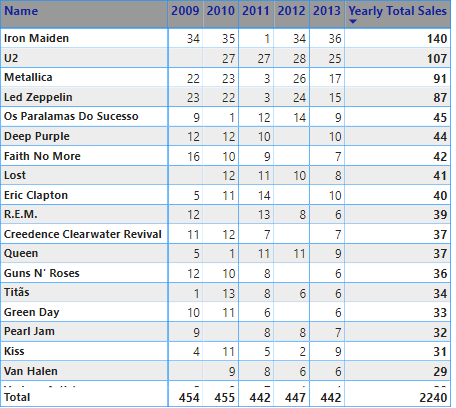 Name 2009 2010 2011 2012 2013 Yearly Total Sales
Iron Maiden 34 35 1 34 36 140
U2 27 27 28 25 107
Metallica 22 23 3 26 17 91
Led Zeppelin 23 22 3 24 15 87
Os Paralamas Do Sucesso 9 1 12 14 9 45
Deep Purple 12 12 10 10 44
Faith No More 16 10 9 7 42
Lost 12 11 10 8 41
Eric Clapton 5 11 14 10 40
R.E.M. 12 13 8 6 39
Creedence Clearwater Revival 11 12 7 7 37
Queen 5 1 11 11 9 37
Guns N' Roses 12 10 8 6 36
Titãs 1 13 8 6 6 34
Green Day 10 11 6 6 33
Pearl Jam 9 8 8 7 32
Kiss 4 11 5 2 9 31
Van Halen 9 8 6 6 29
Total 454 455 442 447 442 2240